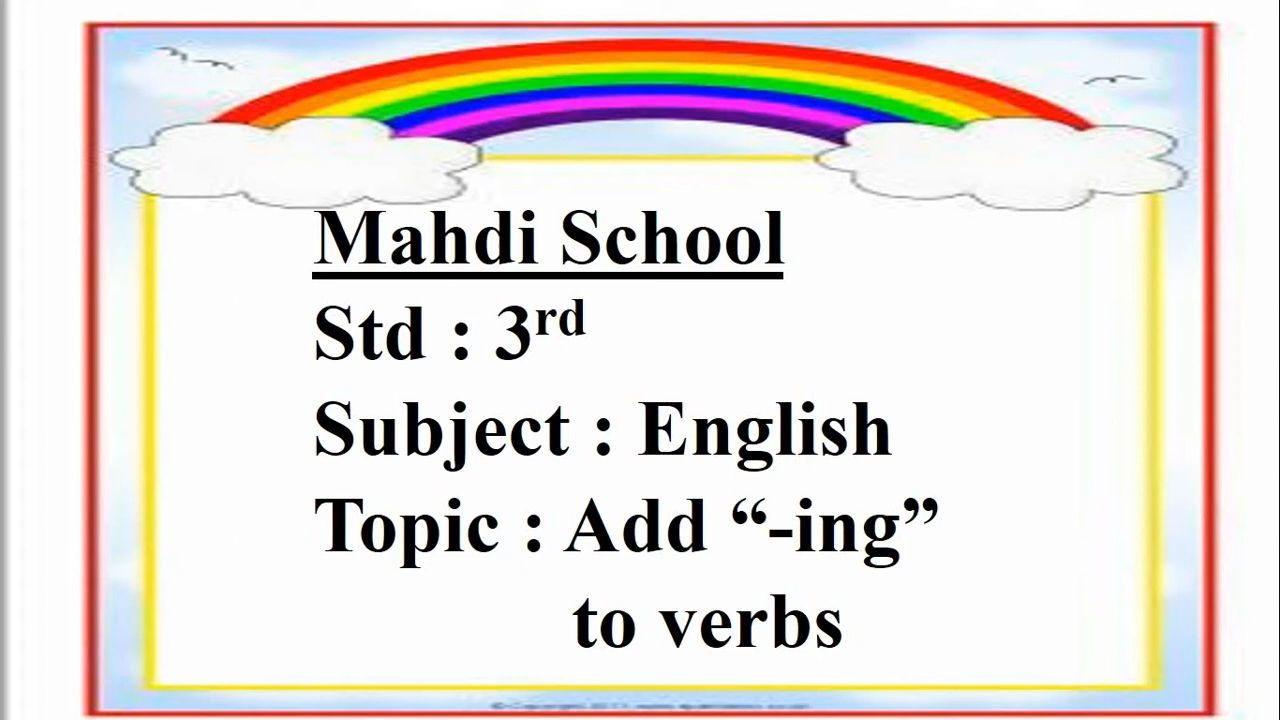 Mahdi School
Std : 3rd
Subject : English
Topic : Add “-ing”
to verbs